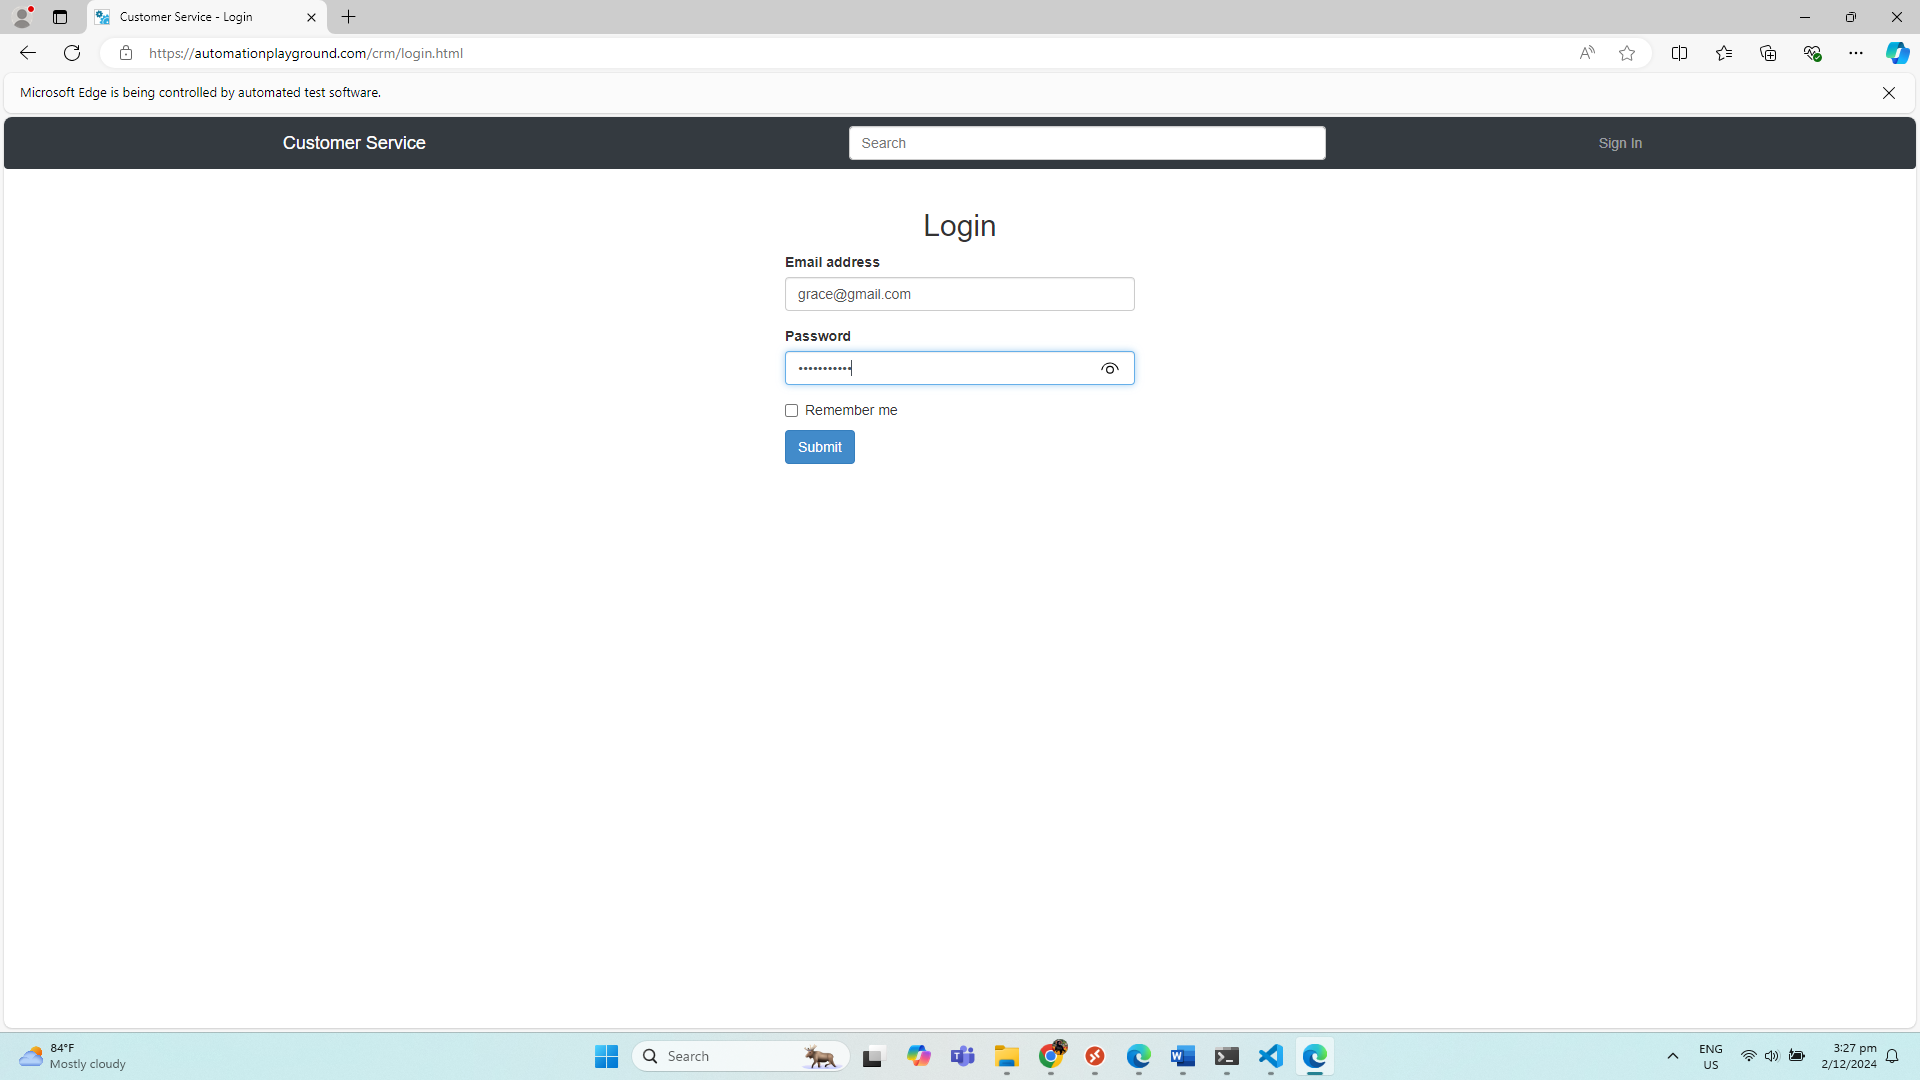 Customer Service - Login
https://automationplayground.com/crm/login.html
Microsoft Edge is being controlled by automated test software.
Customer Service
Search
Sign In
Login
Email address
grace@gmail.com
Password
•••••••••••
Remember me
Submit
84°F
Mostly cloudy
Search
ENG
US
3:27 pm
2/12/2024